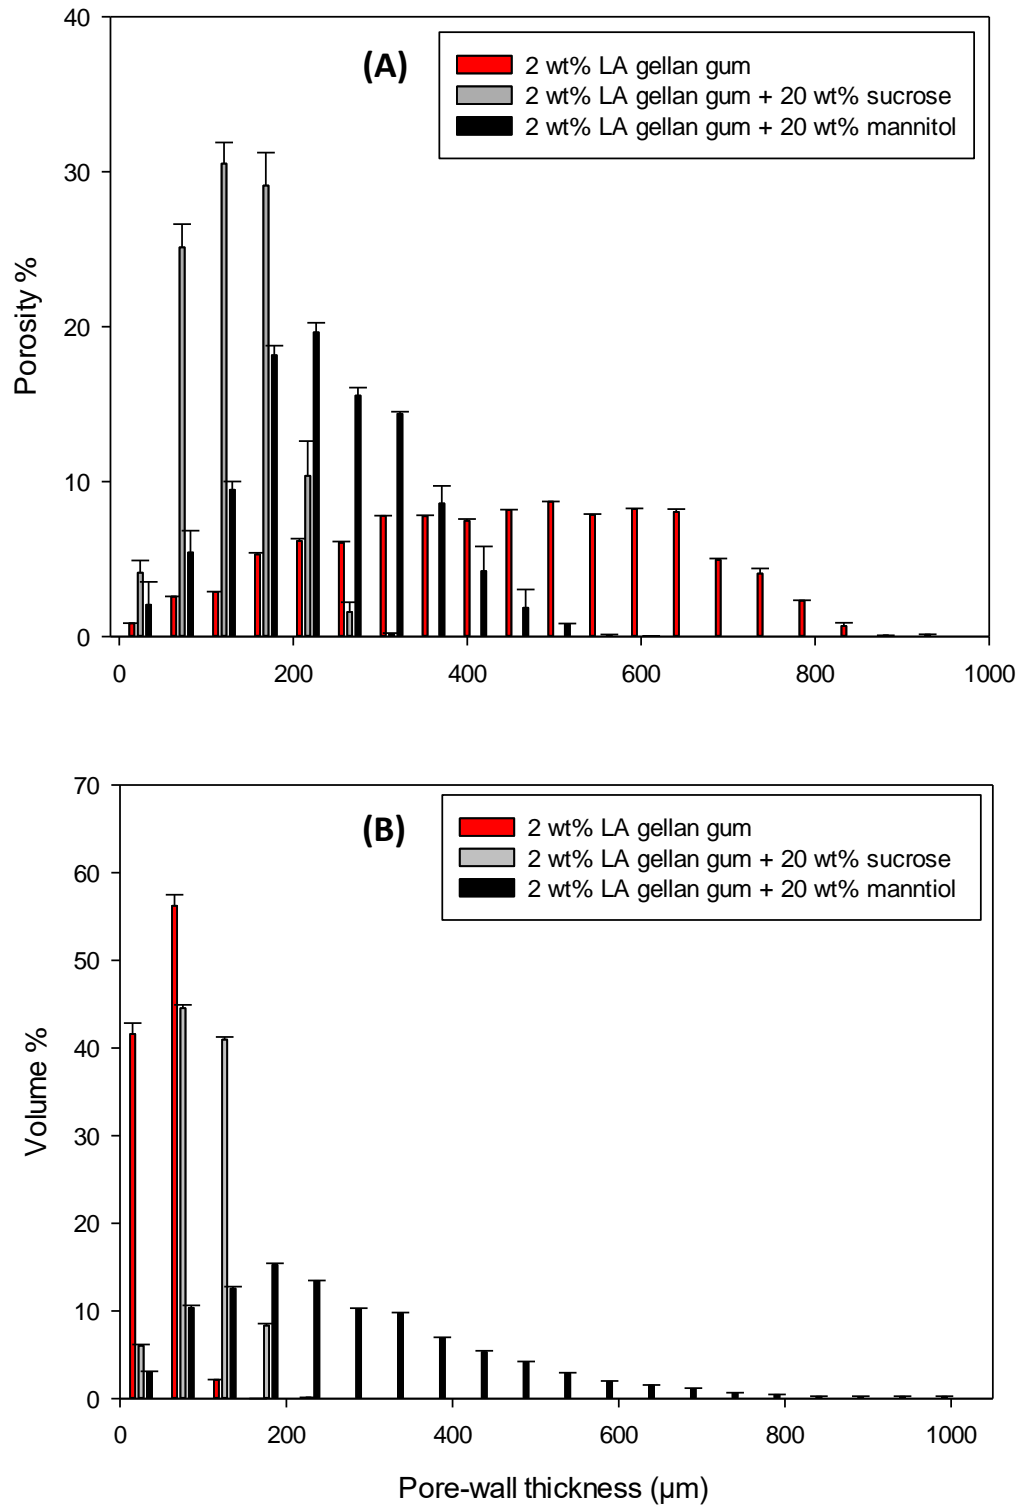 40
(A)
2 wt% LA gellan gum
2 wt% LA gellan gum + 20 wt% sucrose
2 wt% LA gellan gum + 20 wt% mannitol
30
Porosity %
20
10
0
0 200 400 600 800 1000
70
(B)
2 wt% LA gellan gum
2 wt% LA gellan gum + 20 wt% sucrose
2 wt% LA gellan gum + 20 wt% manntiol
60
50
40
Volume %
30
20
10
0
0 200 400 600 800 1000
Pore-wall thickness (µm)